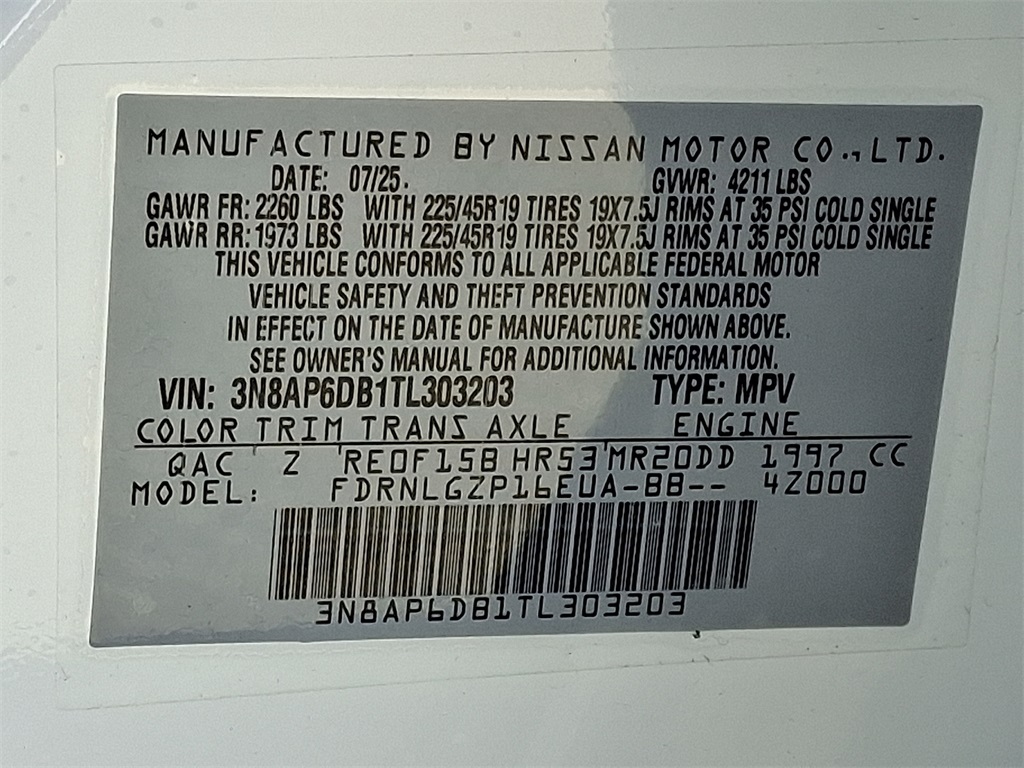 MANUFACTURED BY NISSAN MOTOR CO., LTD.
DATE: 07/25. GVWR: 4211 LBS
GAWR FR: 2260 LBS WITH 225/45R19 TIRES 19X7.5J RIMS AT 35 PSI COLD SINGLE
GAWR RR: 1973 LBS WITH 225/45R19 TIRES 19X7.5J RIMS AT 35 PSI COLD SINGLE
THIS VEHICLE CONFORMS TO ALL APPLICABLE FEDERAL MOTOR
VEHICLE SAFETY AND THEFT PREVENTION STANDARDS
IN EFFECT ON THE DATE OF MANUFACTURE SHOWN ABOVE.
SEE OWNER'S MANUAL FOR ADDITIONAL INFORMATION.
VIN: 3N8AP6DB1TL303203 TYPE: MPV
COLOR TRIM TRANS AXLE ENGINE
QAC Z RE0F15B HR53 MR20DD 1997 CC
MODEL: FDRNLGZP16EUA-BB-- 4Z000
3N8AP6DB1TL303203